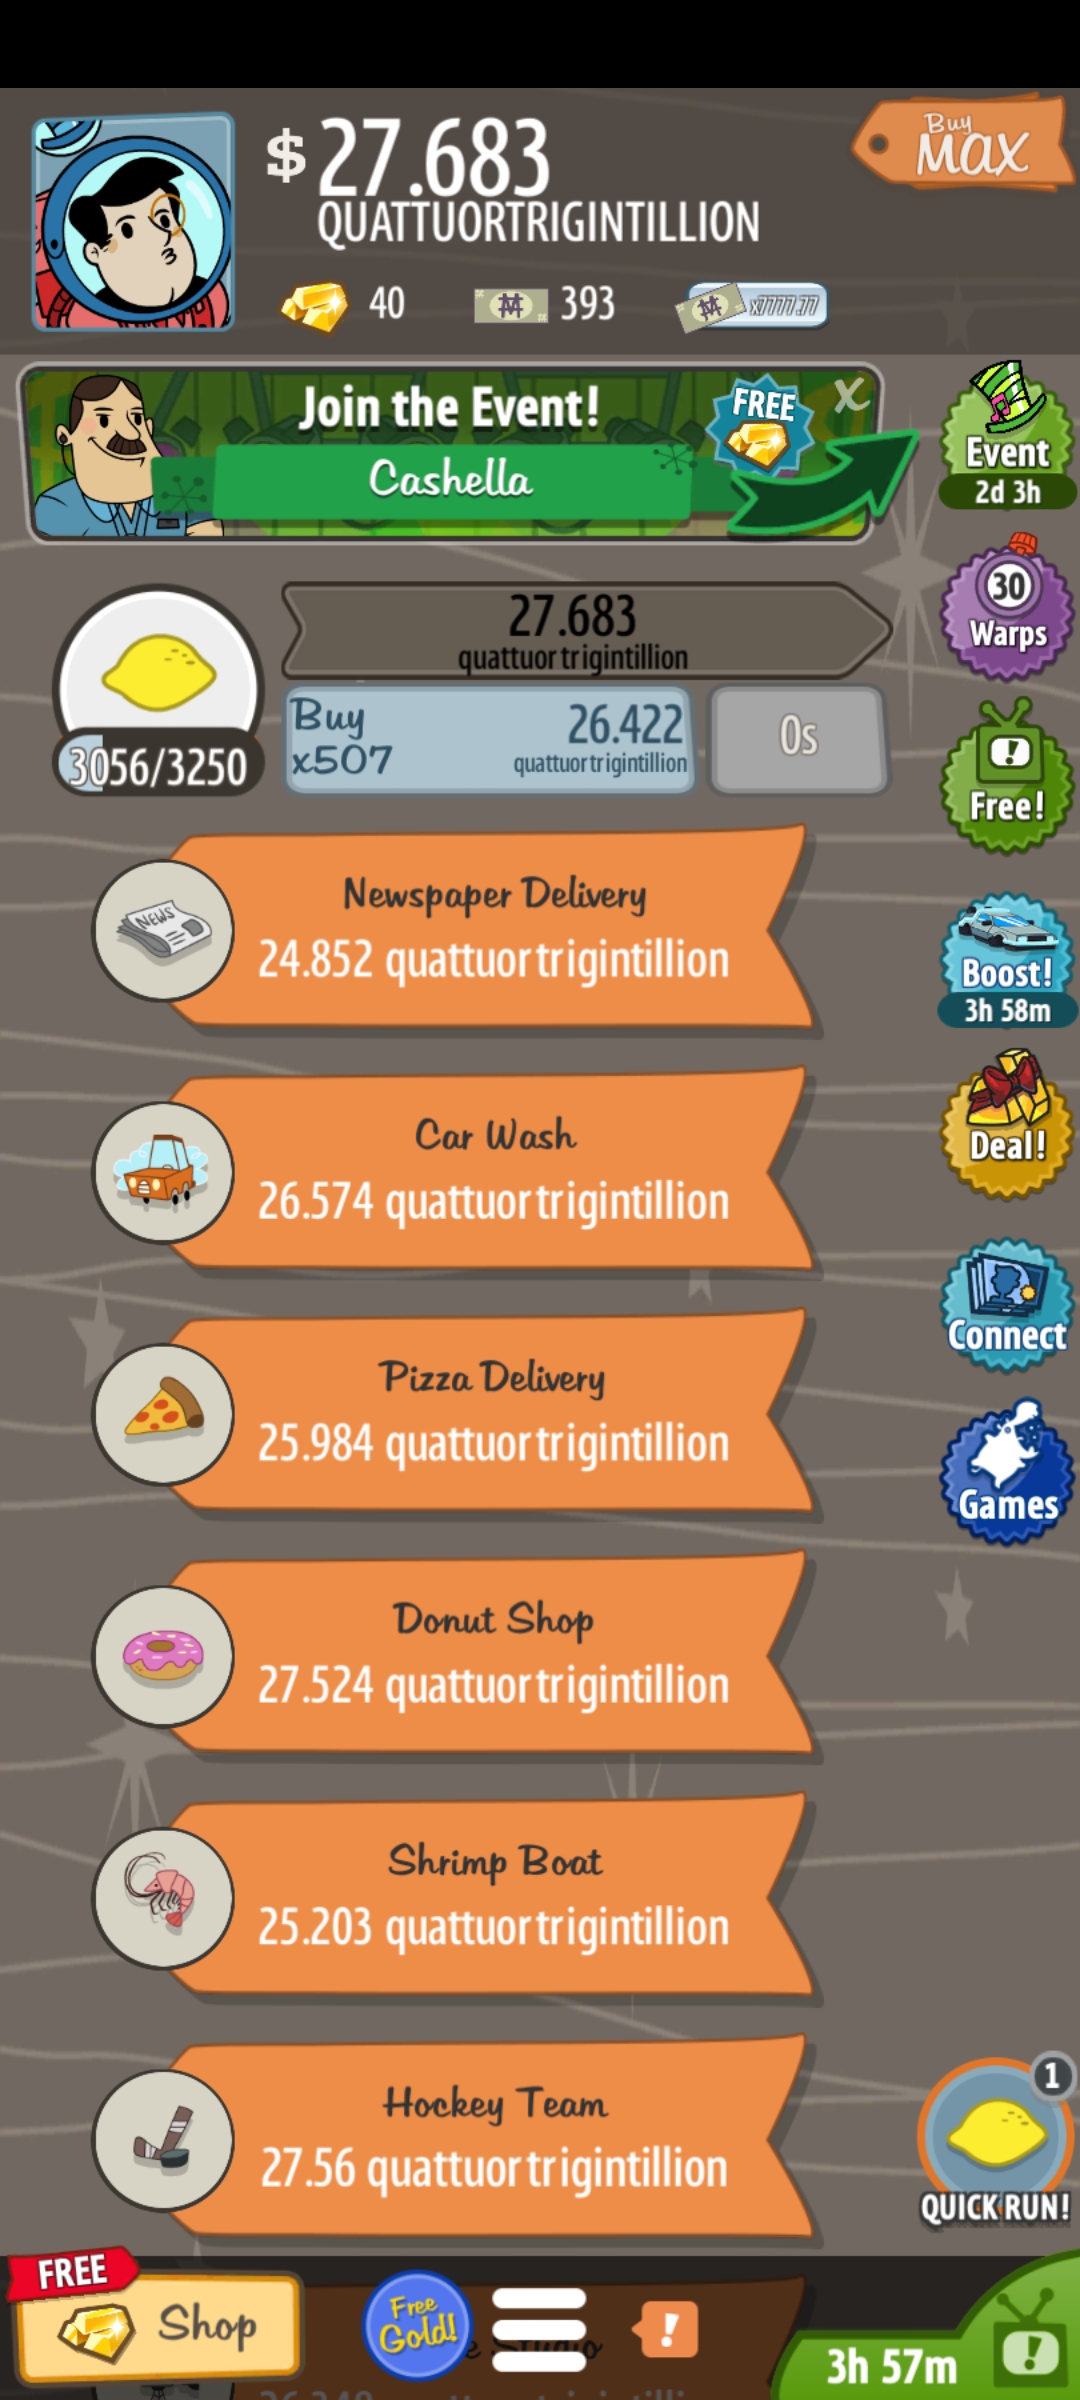 $27.683
QUATTUORTRIGINTILLION
Buy
MAX
40
393
x7777.77
Join the Event!
Cashella
FREE
X
Event
2d 3h
30
Warps
27.683
quattuortrigintillion
3056/3250
Buy
x507
26.422
quattuortrigintillion
0s
!
Free!
Newspaper Delivery
24.852 quattuortrigintillion
NEWS
Boost!
3h 58m
Car Wash
26.574 quattuortrigintillion
Deal!
Pizza Delivery
25.984 quattuortrigintillion
Connect
Games
Donut Shop
27.524 quattuortrigintillion
Shrimp Boat
25.203 quattuortrigintillion
Hockey Team
27.56 quattuortrigintillion
1
QUICK RUN!
FREE
Shop
Free
Gold!
!
3h 57m
!